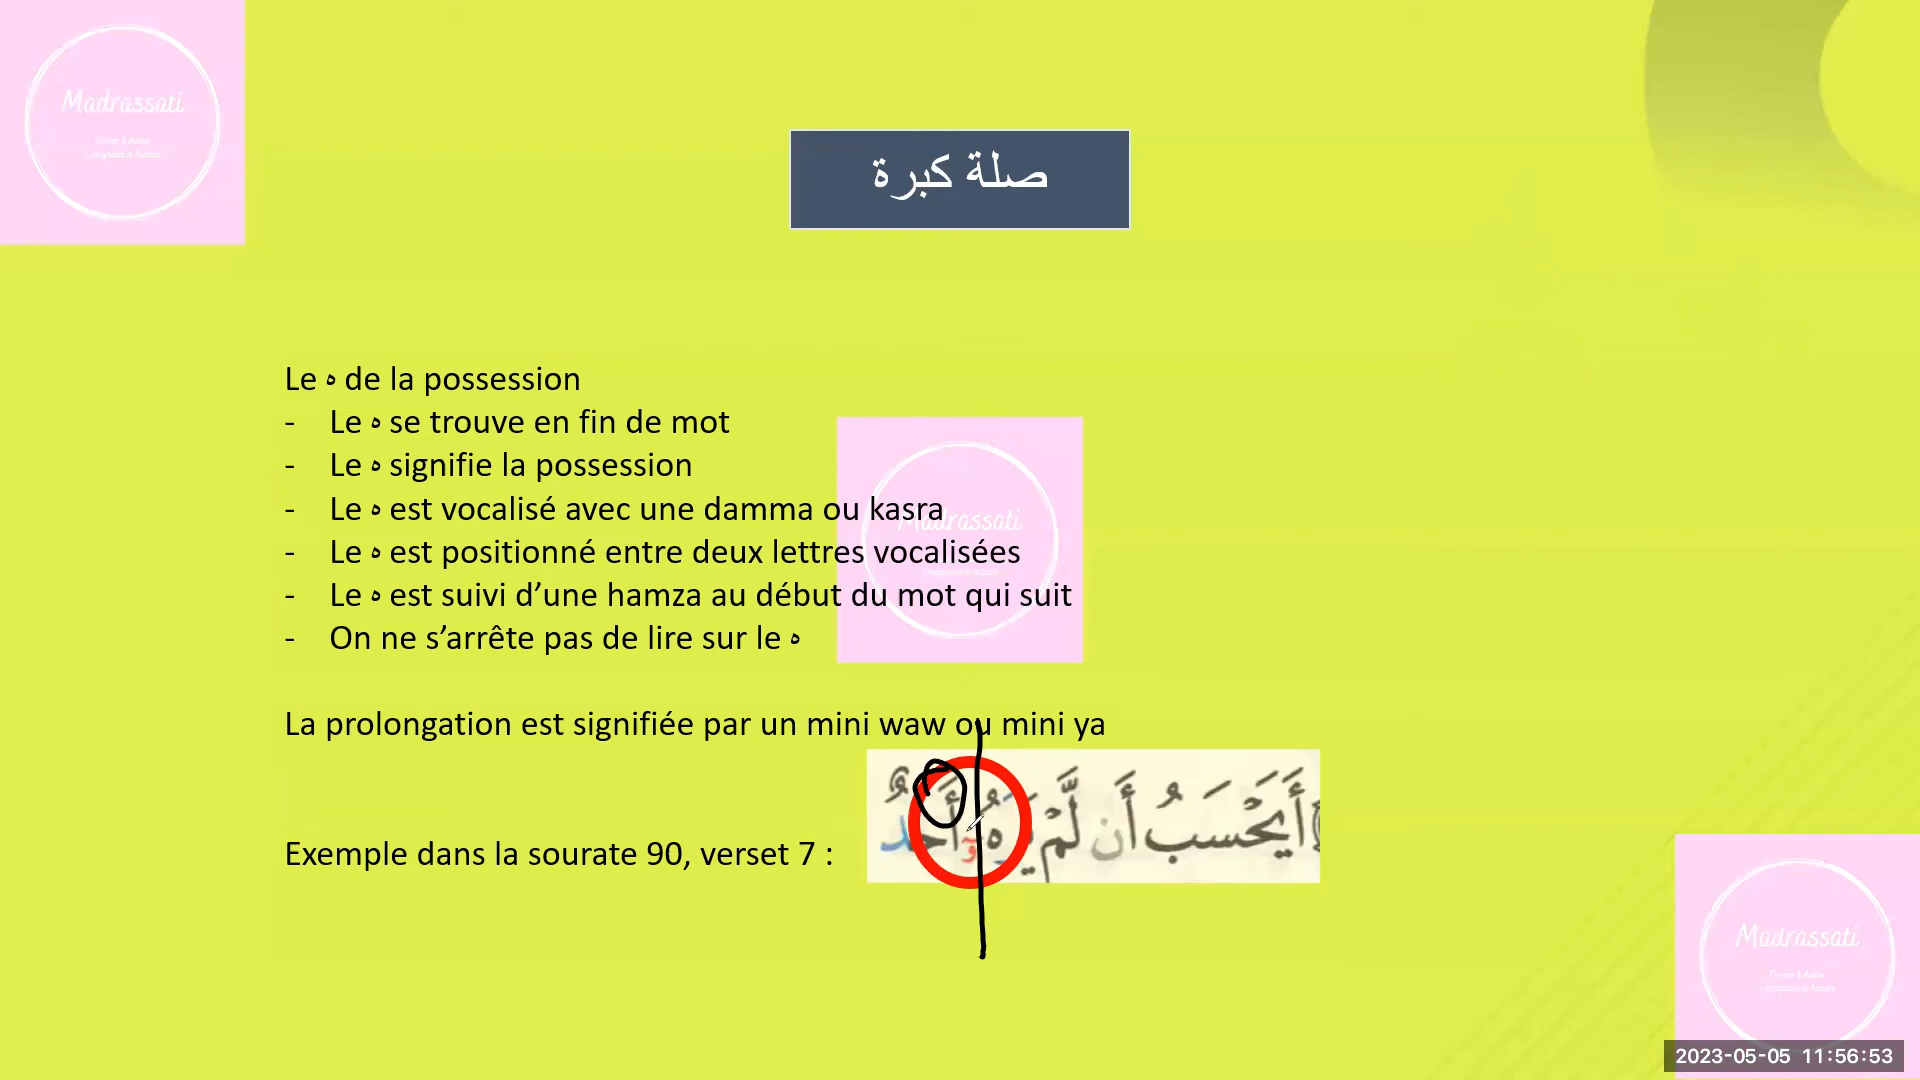 Madrassati
صلة كبرة
Le ه de la possession
- Le ه se trouve en fin de mot
- Le ه signifie la possession
- Le ه est vocalisé avec une damma ou kasra
- Le ه est positionné entre deux lettres vocalisées
- Le ه est suivi d’une hamza au début du mot qui suit
- On ne s’arrête pas de lire sur le ه
Madrassati
La prolongation est signifiée par un mini waw ou mini ya
Exemple dans la sourate 90, verset 7 :
أَيَحْسَبُ أَن لَّمْ يَرَهُۥٓ أَحَدٌ
Madrassati
2023-05-05 11:56:53